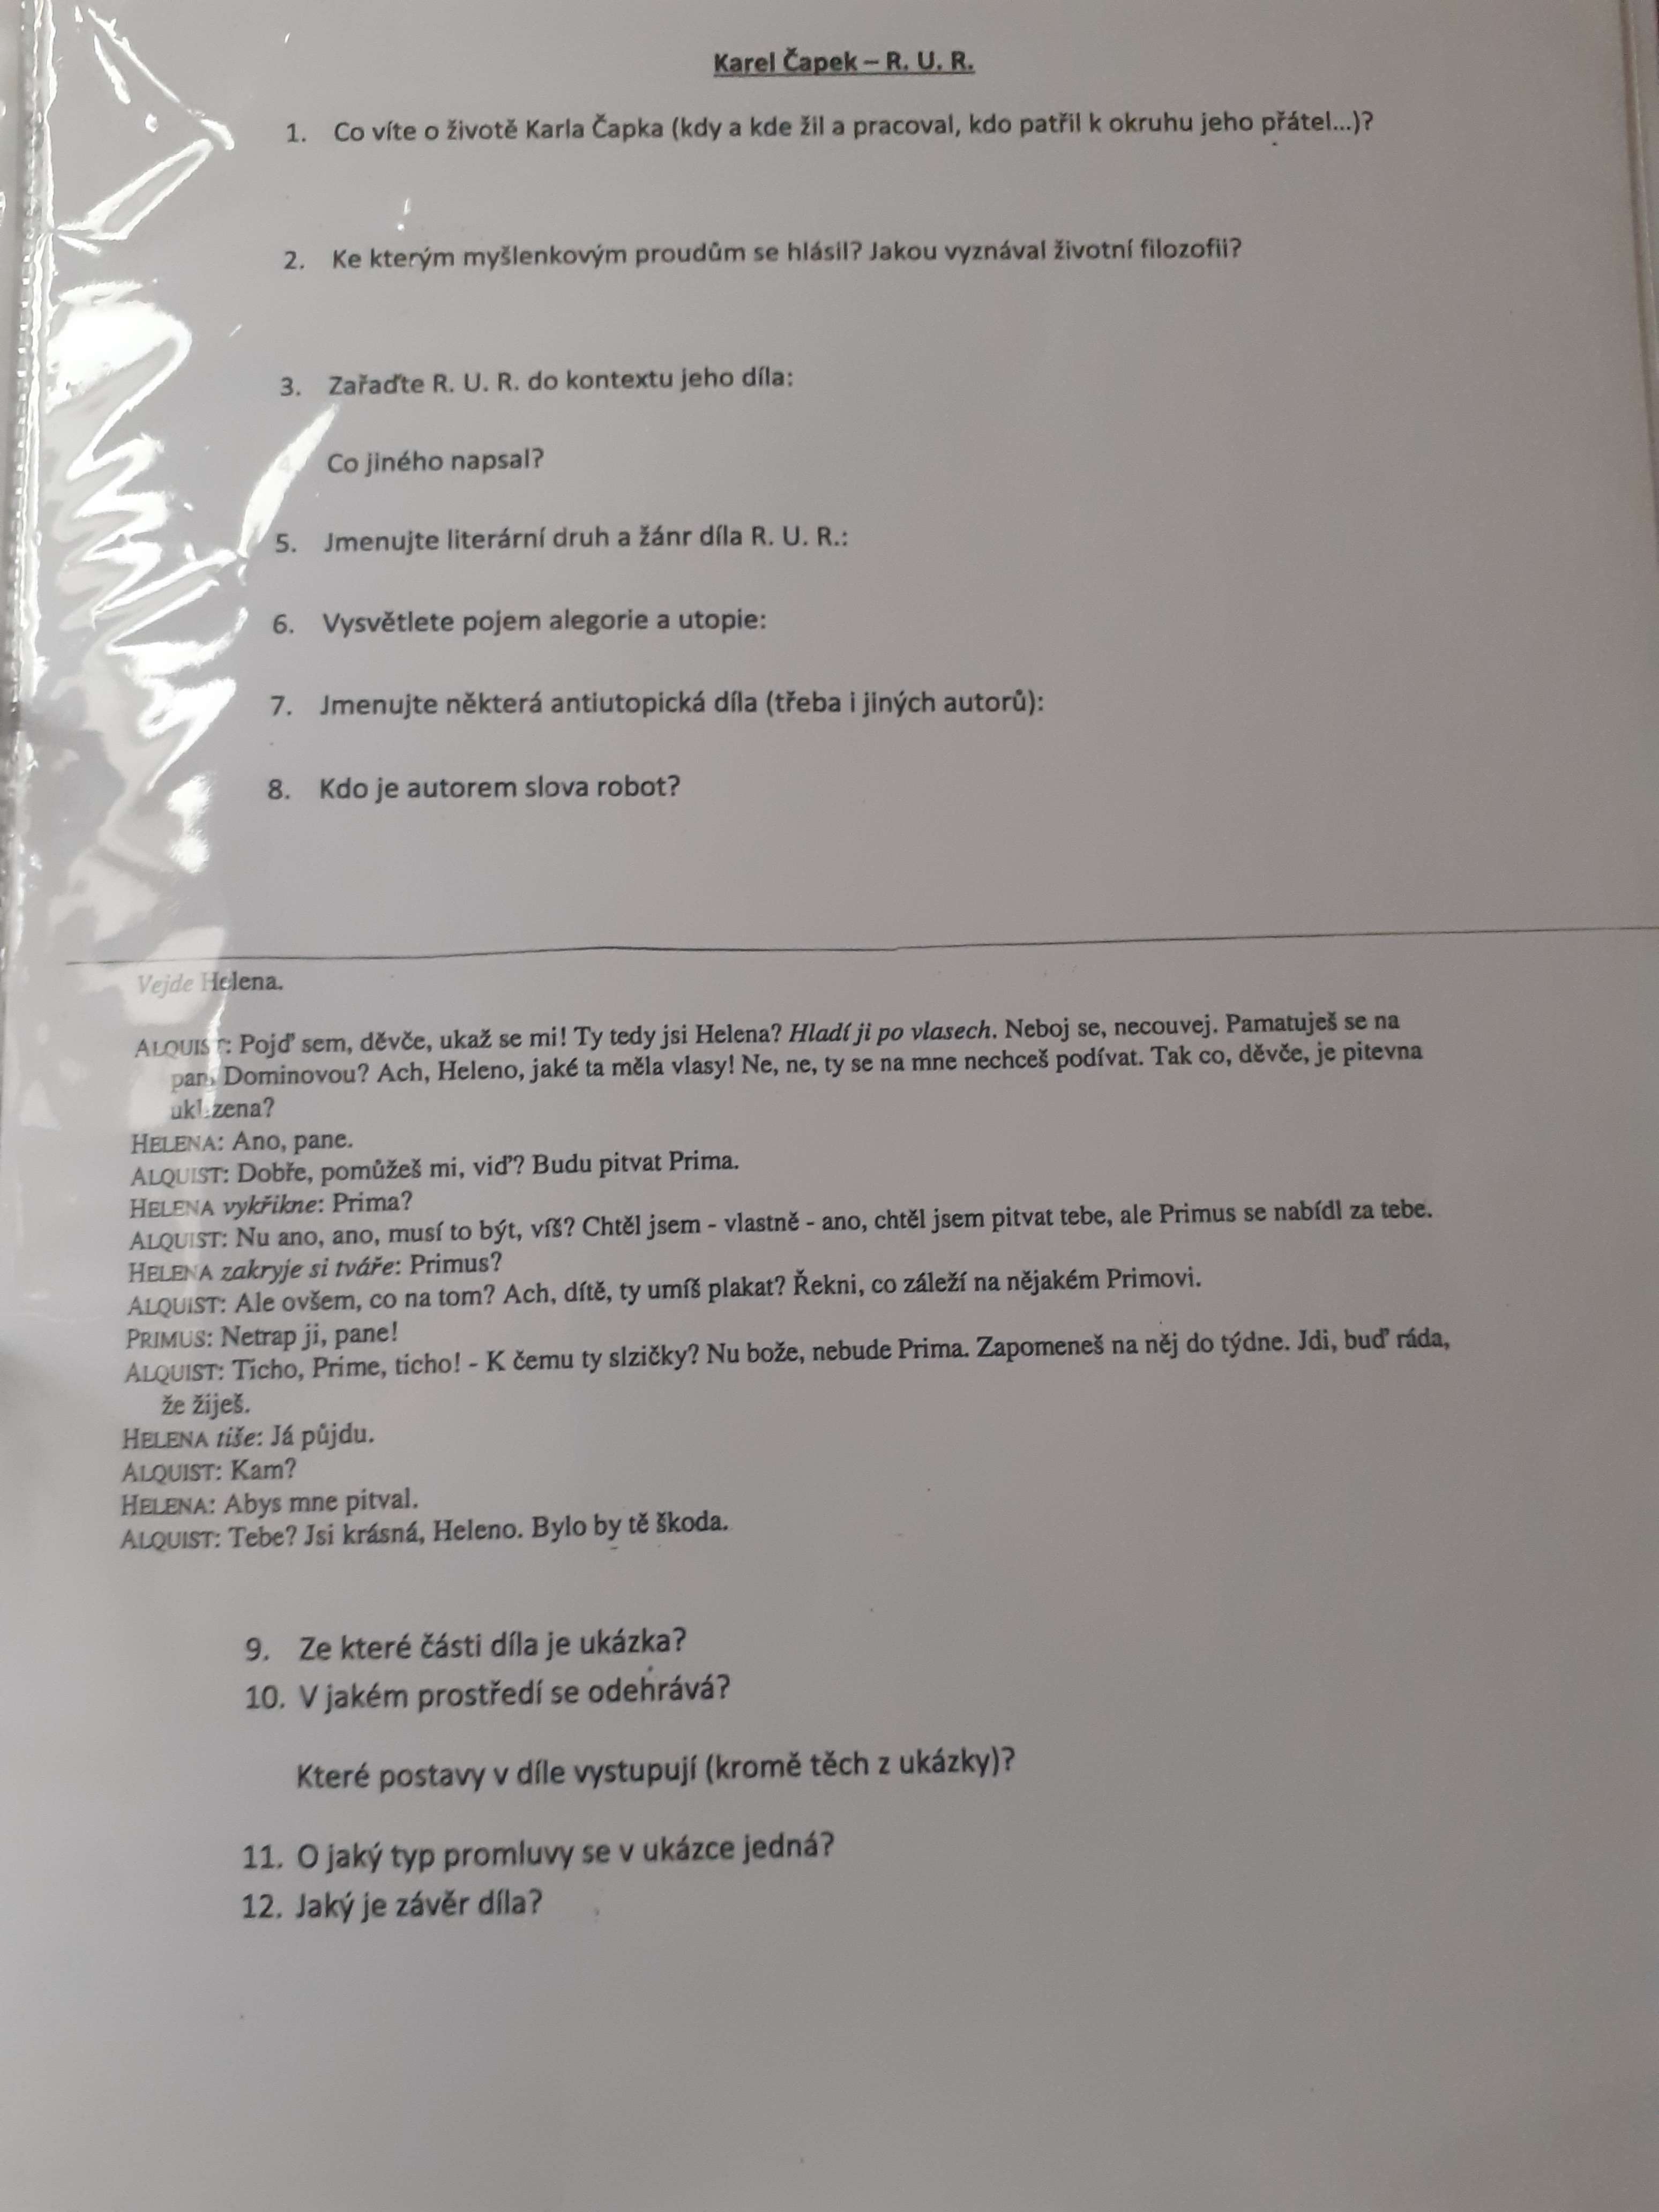 Karel Čapek – R. U. R.
1. Co víte o životě Karla Čapka (kdy a kde žil a pracoval, kdo patřil k okruhu jeho přátel...)?
2. Ke kterým myšlenkovým proudům se hlásil? Jakou vyznával životní filozofii?
3. Zařaďte R. U. R. do kontextu jeho díla:
4. Co jiného napsal?
5. Jmenujte literární druh a žánr díla R. U. R.:
6. Vysvětlete pojem alegorie a utopie:
7. Jmenujte některá antiutopická díla (třeba i jiných autorů):
8. Kdo je autorem slova robot?
Vejde Helena.
ALQUIST: Pojď sem, děvče, ukaž se mi! Ty tedy jsi Helena? Hladí ji po vlasech. Neboj se, necouvej. Pamatuješ se na
paní Dominovou? Ach, Heleno, jaké ta měla vlasy! Ne, ne, ty se na mne nechceš podívat. Tak co, děvče, je pitevna
uklizena?
HELENA: Ano, pane.
ALQUIST: Dobře, pomůžeš mi, viď? Budu pitvat Prima.
HELENA vykřikne: Prima?
ALQUIST: Nu ano, ano, musí to být, víš? Chtěl jsem - vlastně - ano, chtěl jsem pitvat tebe, ale Primus se nabídl za tebe.
HELENA zakryje si tváře: Primus?
ALQUIST: Ale ovšem, co na tom? Ach, dítě, ty umíš plakat? Řekni, co záleží na nějakém Primovi.
PRIMUS: Netrap ji, pane!
ALQUIST: Ticho, Prime, ticho! - K čemu ty slzičky? Nu bože, nebude Prima. Zapomeneš na něj do týdne. Jdi, buď ráda,
že žiješ.
HELENA tiše: Já půjdu.
ALQUIST: Kam?
HELENA: Abys mne pitval.
ALQUIST: Tebe? Jsi krásná, Heleno. Bylo by tě škoda.
9. Ze které části díla je ukázka?
10. V jakém prostředí se odehrává?
Které postavy v díle vystupují (kromě těch z ukázky)?
11. O jaký typ promluvy se v ukázce jedná?
12. Jaký je závěr díla?